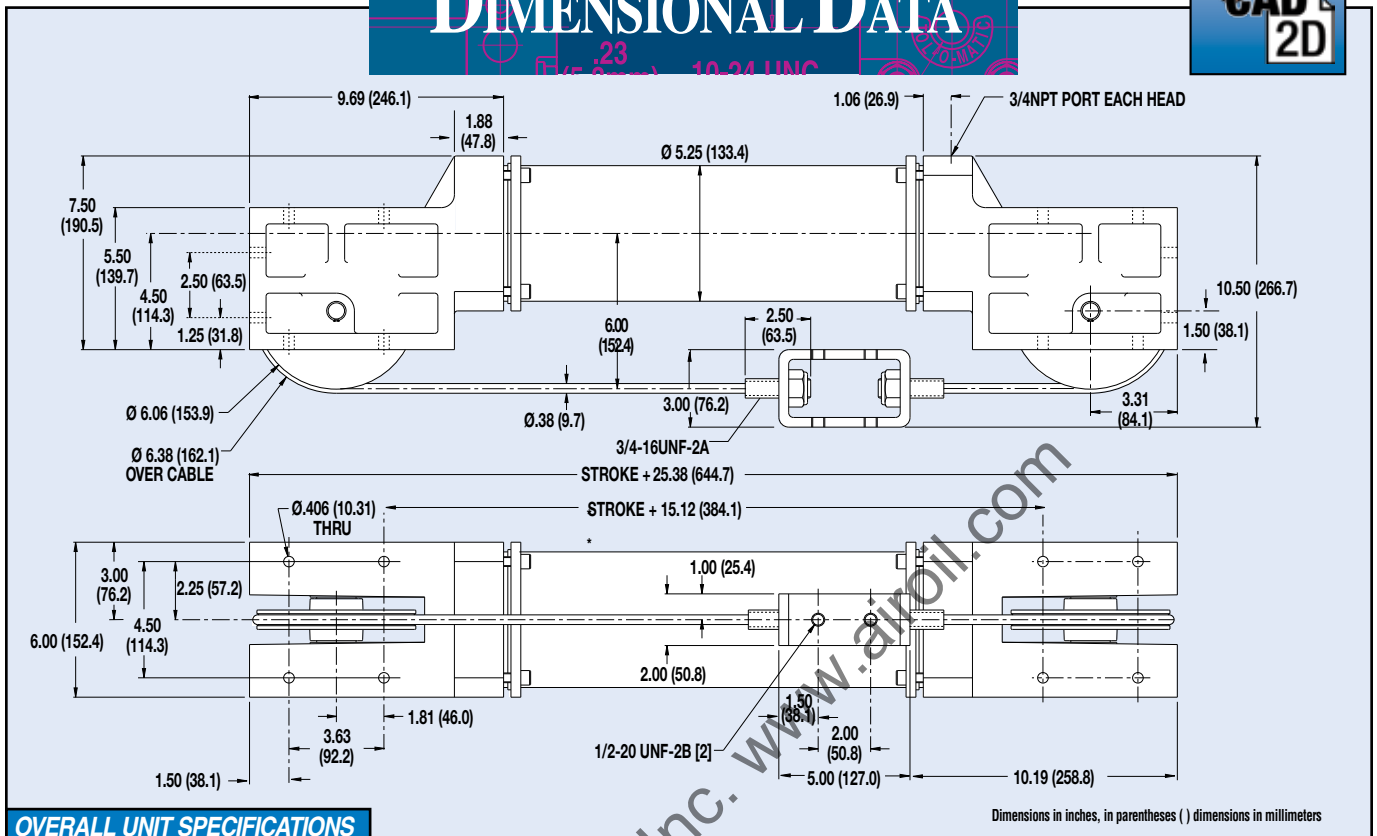 DIMENSIONAL DATA
CAD
2D
.23
10-24 UNC
9.69 (246.1)
1.06 (26.9)
3/4NPT PORT EACH HEAD
1.88
(47.8)
Ø 5.25 (133.4)
7.50
(190.5)
5.50
(139.7)
2.50 (63.5)
4.50
(114.3)
1.25 (31.8)
6.00
(152.4)
2.50
(63.5)
10.50 (266.7)
1.50 (38.1)
3.00 (76.2)
3.31
(84.1)
Ø 6.06 (153.9)
Ø.38 (9.7)
Ø 6.38 (162.1)
OVER CABLE
3/4-16UNF-2A
STROKE + 25.38 (644.7)
STROKE + 15.12 (384.1)
Ø.406 (10.31)
THRU
*
3.00
(76.2)
2.25 (57.2)
1.00 (25.4)
4.50
(114.3)
6.00 (152.4)
2.00 (50.8)
1.50
(38.1)
1.81 (46.0)
3.63
(92.2)
2.00
(50.8)
1/2-20 UNF-2B [2]
1.50 (38.1)
5.00 (127.0)
10.19 (258.8)
Inc. www.airoil.com
Dimensions in inches, in parentheses ( ) dimensions in millimeters
OVERALL UNIT SPECIFICATIONS